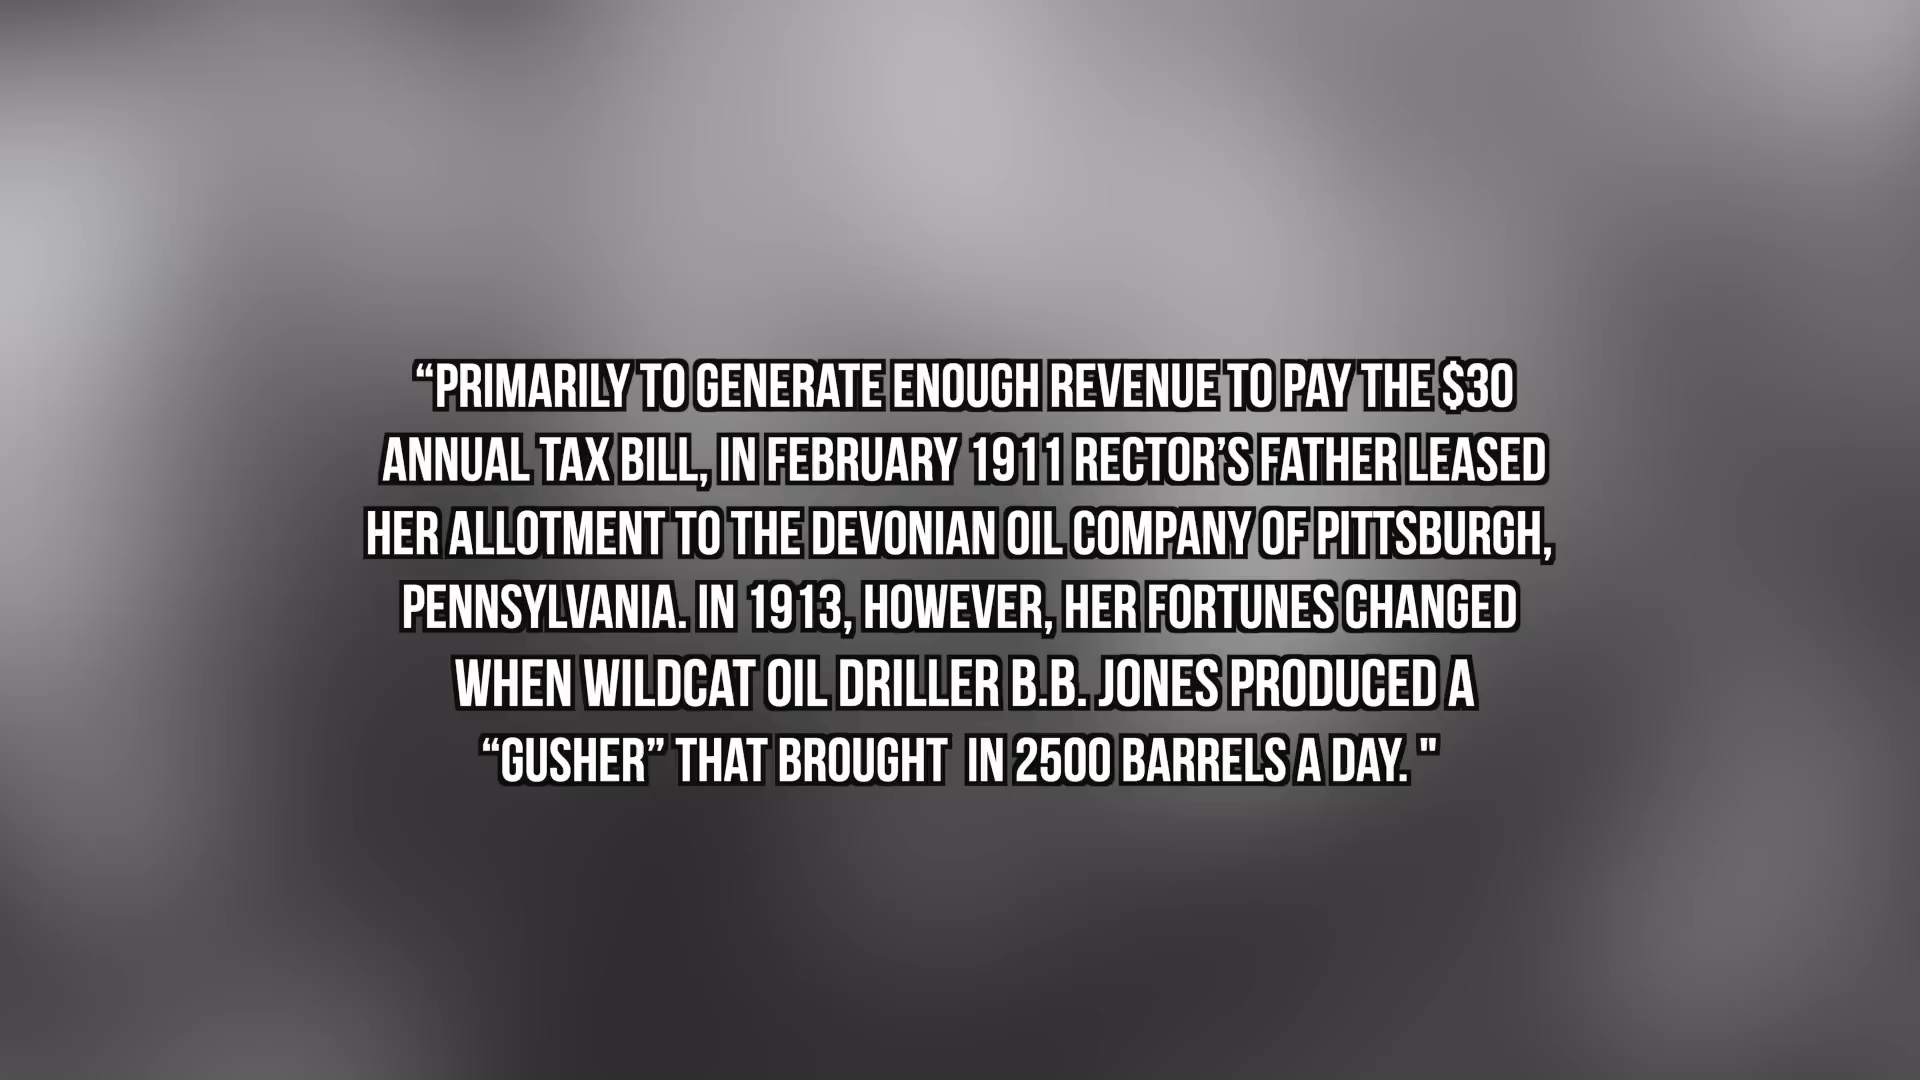 “PRIMARILY TO GENERATE ENOUGH REVENUE TO PAY THE $30
ANNUAL TAX BILL, IN FEBRUARY 1911 RECTOR’S FATHER LEASED
HER ALLOTMENT TO THE DEVONIAN OIL COMPANY OF PITTSBURGH,
PENNSYLVANIA. IN 1913, HOWEVER, HER FORTUNES CHANGED
WHEN WILDCAT OIL DRILLER B.B. JONES PRODUCED A
“GUSHER” THAT BROUGHT  IN 2500 BARRELS A DAY. "